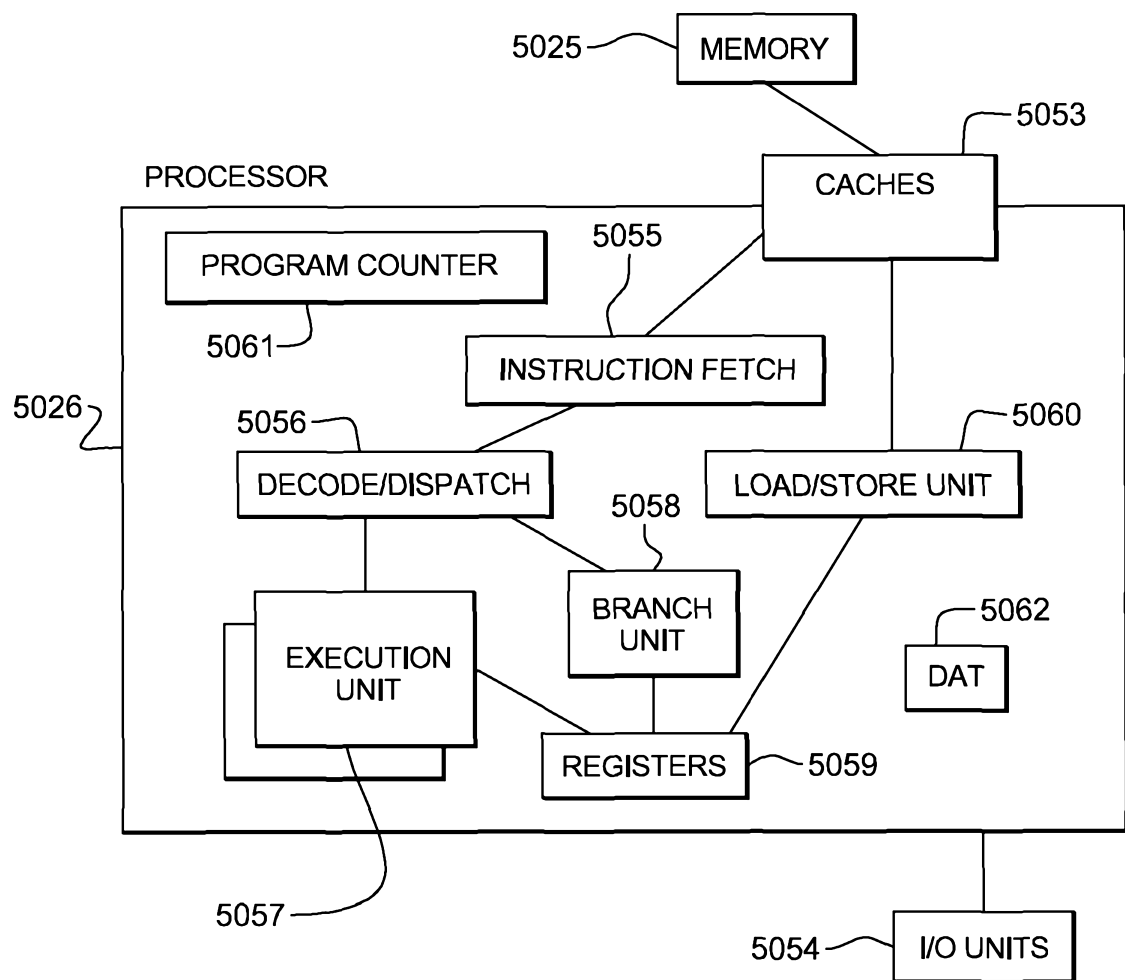 5025
MEMORY
5053
PROCESSOR
CACHES
5055
PROGRAM COUNTER
5061
INSTRUCTION FETCH
5026
5056
5060
DECODE/DISPATCH
LOAD/STORE UNIT
5058
BRANCH
UNIT
5062
EXECUTION
UNIT
DAT
REGISTERS
5059
5057
5054
I/O UNITS